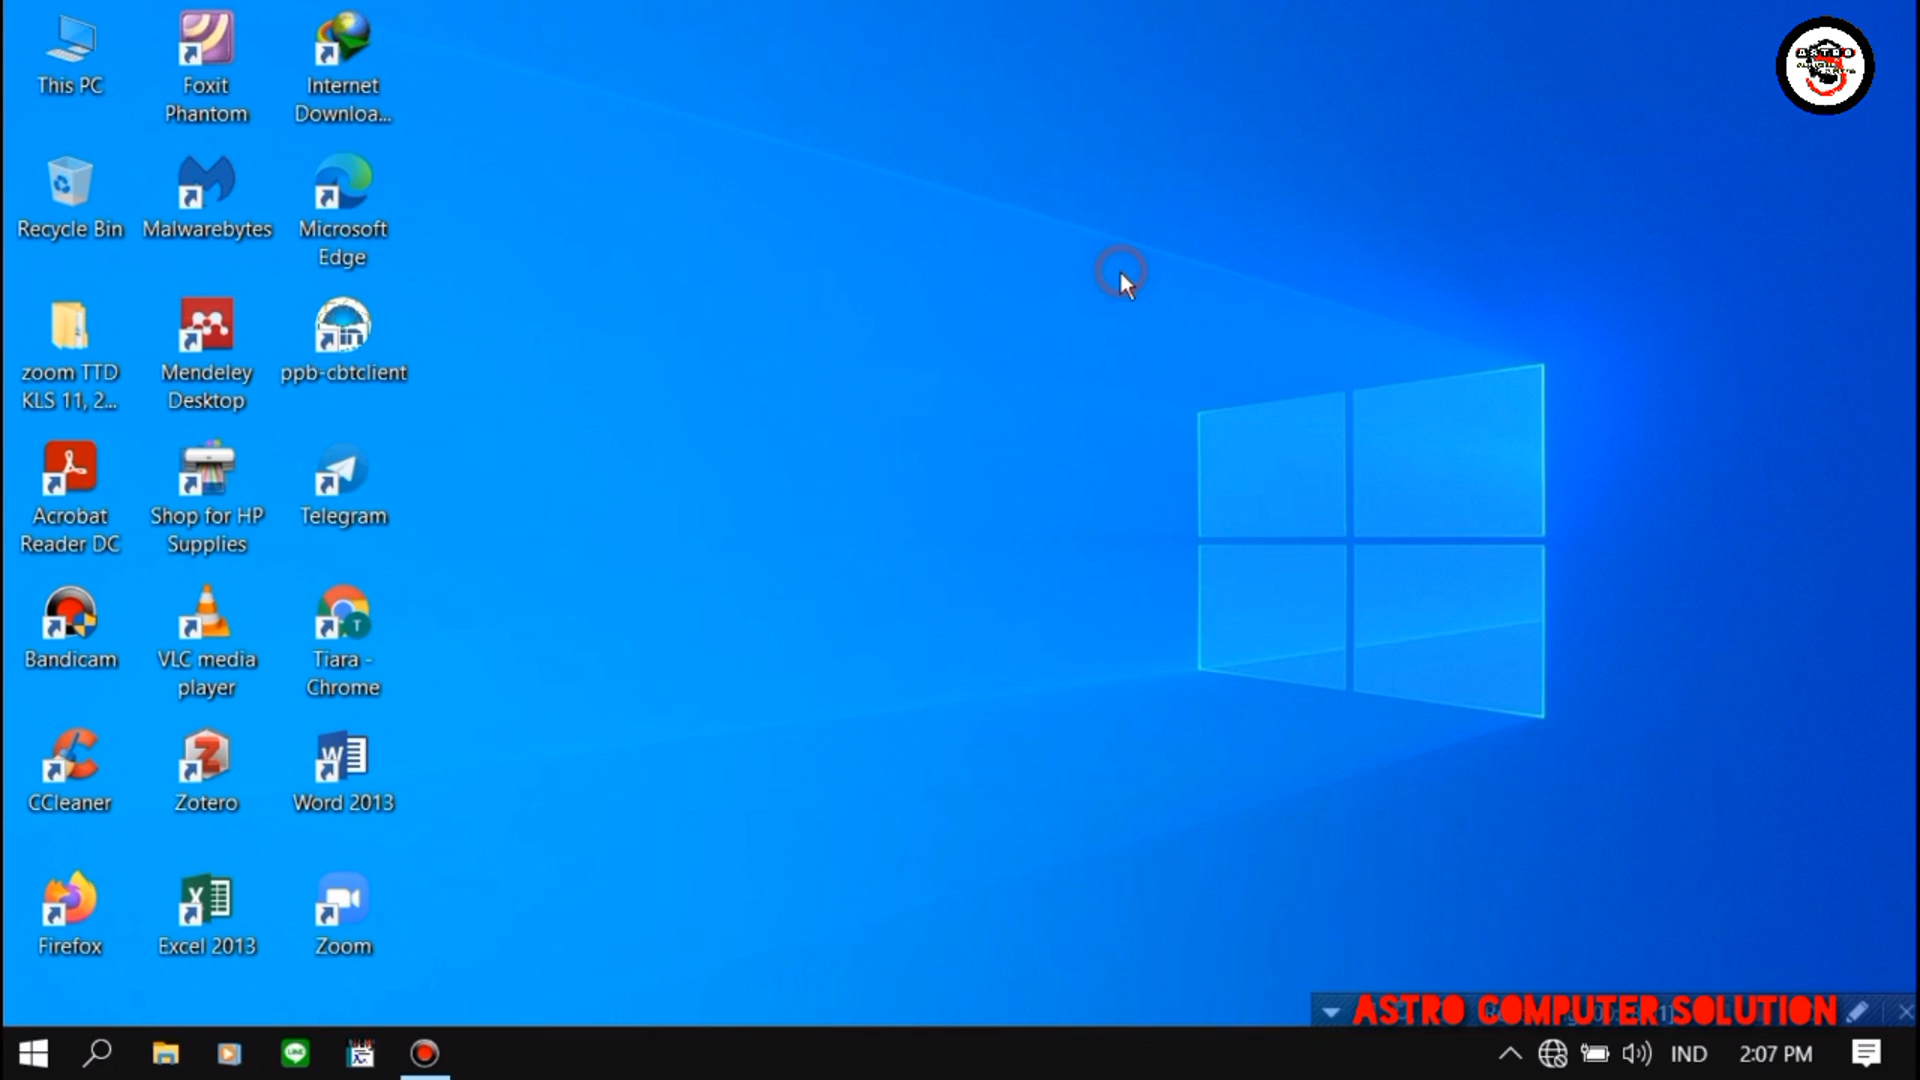 This PC
Foxit
Phantom
Internet
Downloa...
Recycle Bin
Malwarebytes
Microsoft
Edge
zoom TTD
KLS 11, 2...
Mendeley
Desktop
ppb-cbtclient
Acrobat
Reader DC
Shop for HP
Supplies
Telegram
Bandicam
VLC media
player
Tiara -
Chrome
CCleaner
Zotero
Word 2013
Firefox
Excel 2013
Zoom
ASTRO
ASTRO COMPUTER SOLUTION
IND
2:07 PM